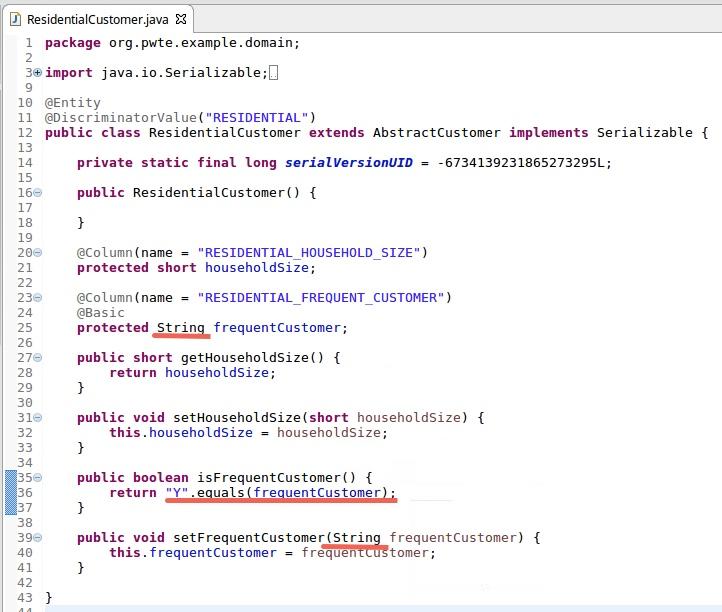 ResidentialCustomer.java
1 package org.pwte.example.domain;
2
3 import java.io.Serializable;
9
10 @Entity
11 @DiscriminatorValue("RESIDENTIAL")
12 public class ResidentialCustomer extends AbstractCustomer implements Serializable {
13
14 private static final long serialVersionUID = -6734139231865273295L;
15
16 public ResidentialCustomer() {
17
18 }
19
20 @Column(name = "RESIDENTIAL_HOUSEHOLD_SIZE")
21 protected short householdSize;
22
23 @Column(name = "RESIDENTIAL_FREQUENT_CUSTOMER")
24 @Basic
25 protected String frequentCustomer;
26
27 public short getHouseholdSize() {
28 return householdSize;
29 }
30
31 public void setHouseholdSize(short householdSize) {
32 this.householdSize = householdSize;
33 }
34
35 public boolean isFrequentCustomer() {
36 return "Y".equals(frequentCustomer);
37 }
38
39 public void setFrequentCustomer(String frequentCustomer) {
40 this.frequentCustomer = frequentCustomer;
41 }
42
43 }
44